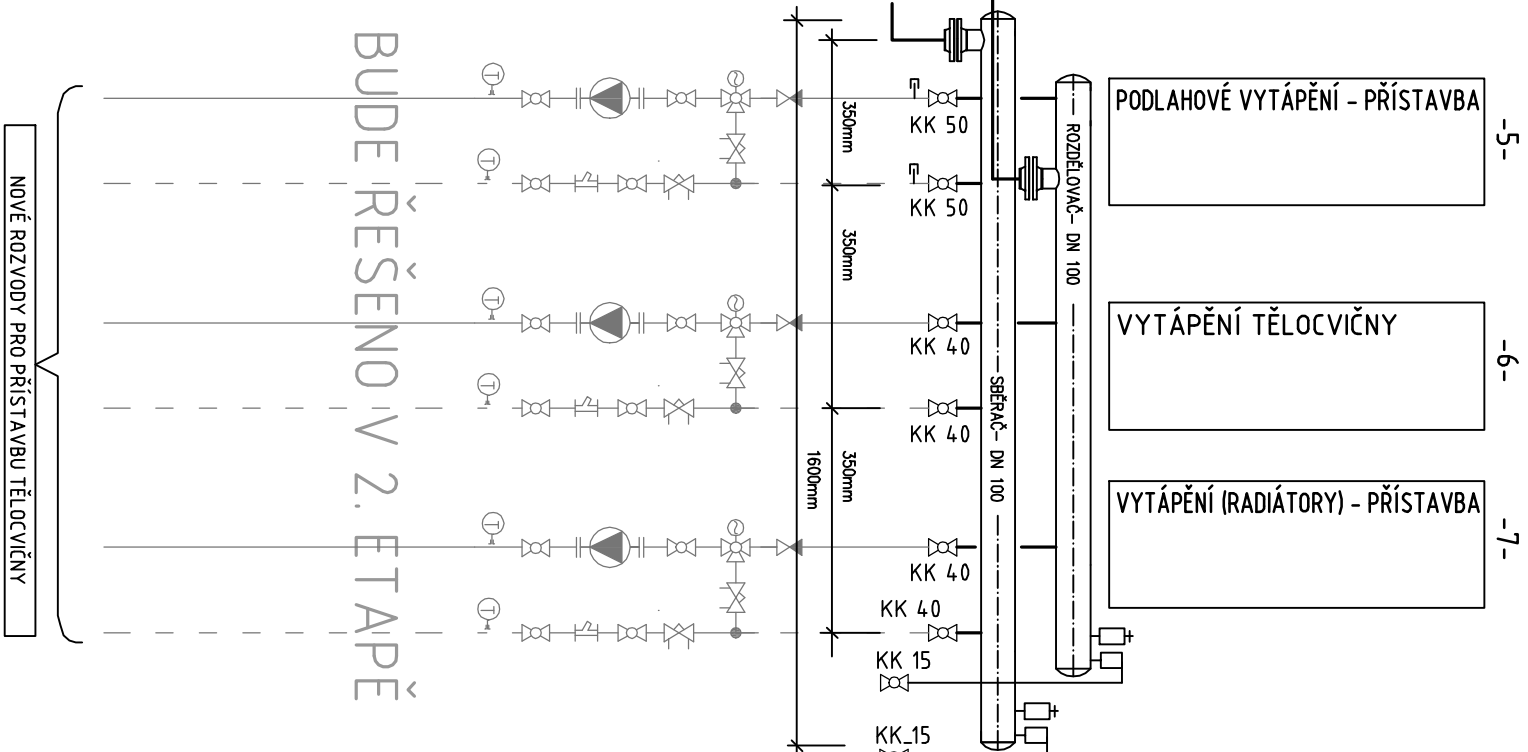 PODLAHOVÉ VYTÁPĚNÍ - PŘÍSTAVBA
-5-
VYTÁPĚNÍ TĚLOCVIČNY
-6-
VYTÁPĚNÍ (RADIÁTORY) - PŘÍSTAVBA
-7-
ROZDĚLOVAČ- DN 100
SBĚRAČ- DN 100
KK 50
KK 50
KK 40
KK 40
KK 40
KK 40
KK 15
KK 15
350mm
350mm
350mm
1600mm
T
T
T
T
T
T
BUDE ŘEŠENO V 2. ETAPĚ
NOVÉ ROZVODY PRO PŘÍSTAVBU TĚLOCVIČNY